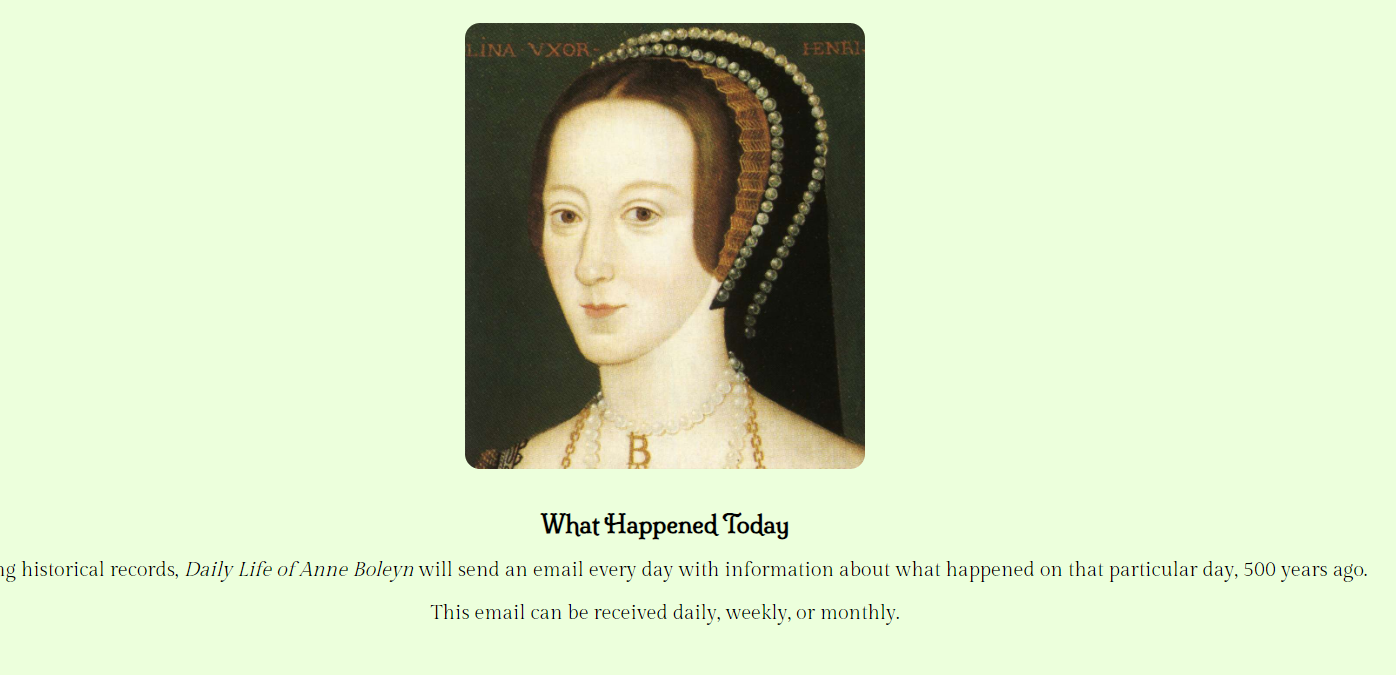 LINA VXOR- HENRI
B
What Happened Today
ng historical records, Daily Life of Anne Boleyn will send an email every day with information about what happened on that particular day, 500 years ago.
This email can be received daily, weekly, or monthly.